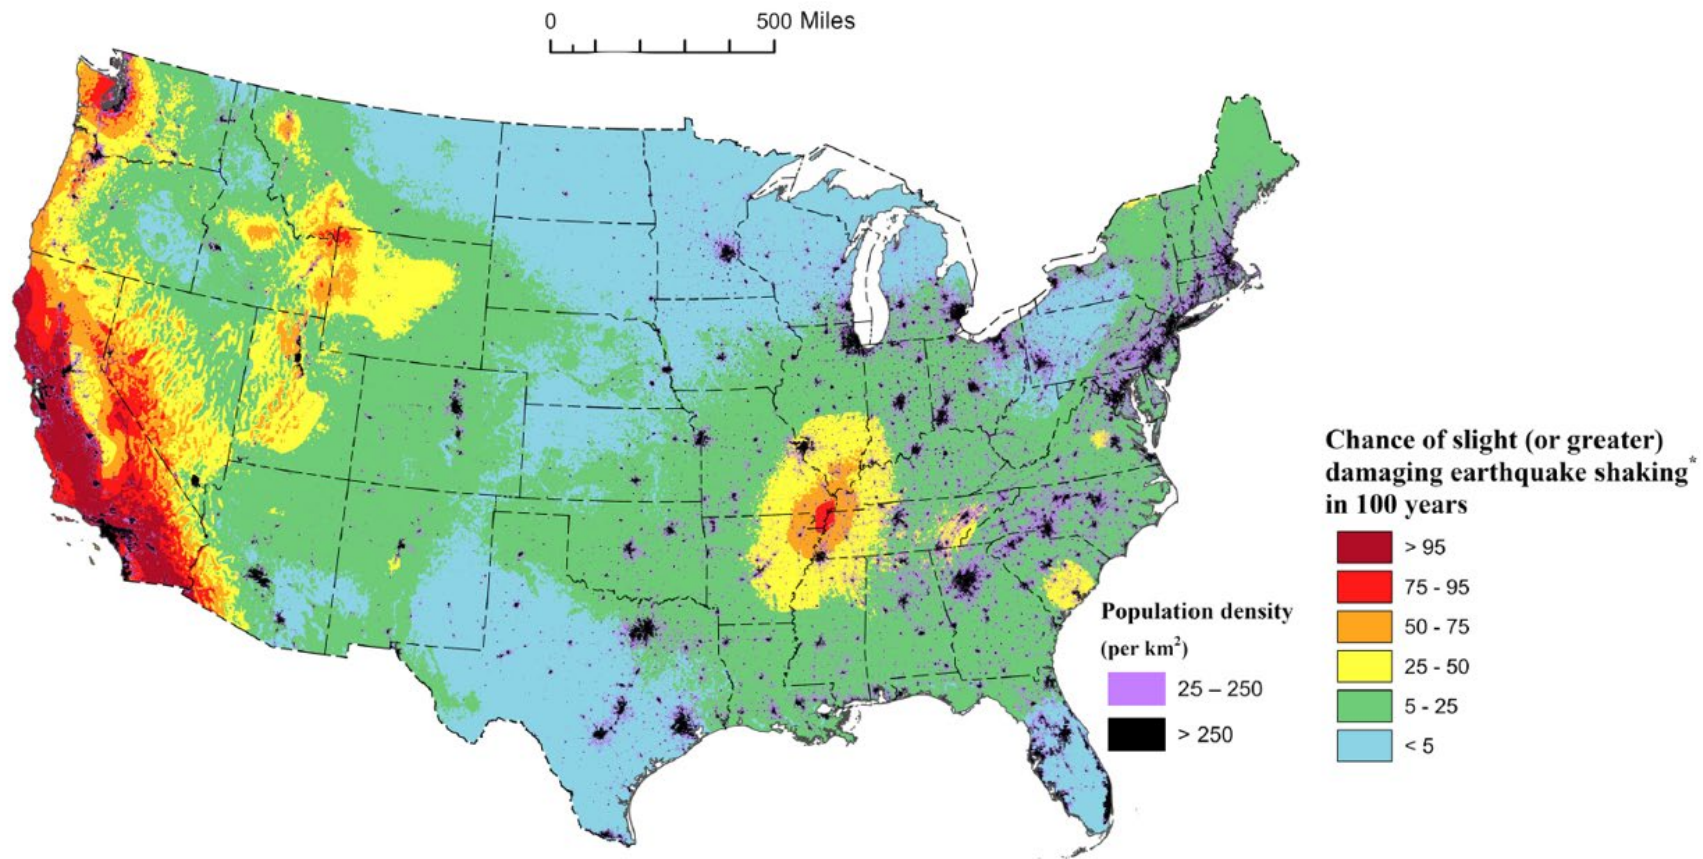 0 500 Miles
Chance of slight (or greater)
damaging earthquake shaking*
in 100 years
> 95
75 - 95
50 - 75
25 - 50
5 - 25
< 5
Population density
(per km²)
25 – 250
> 250